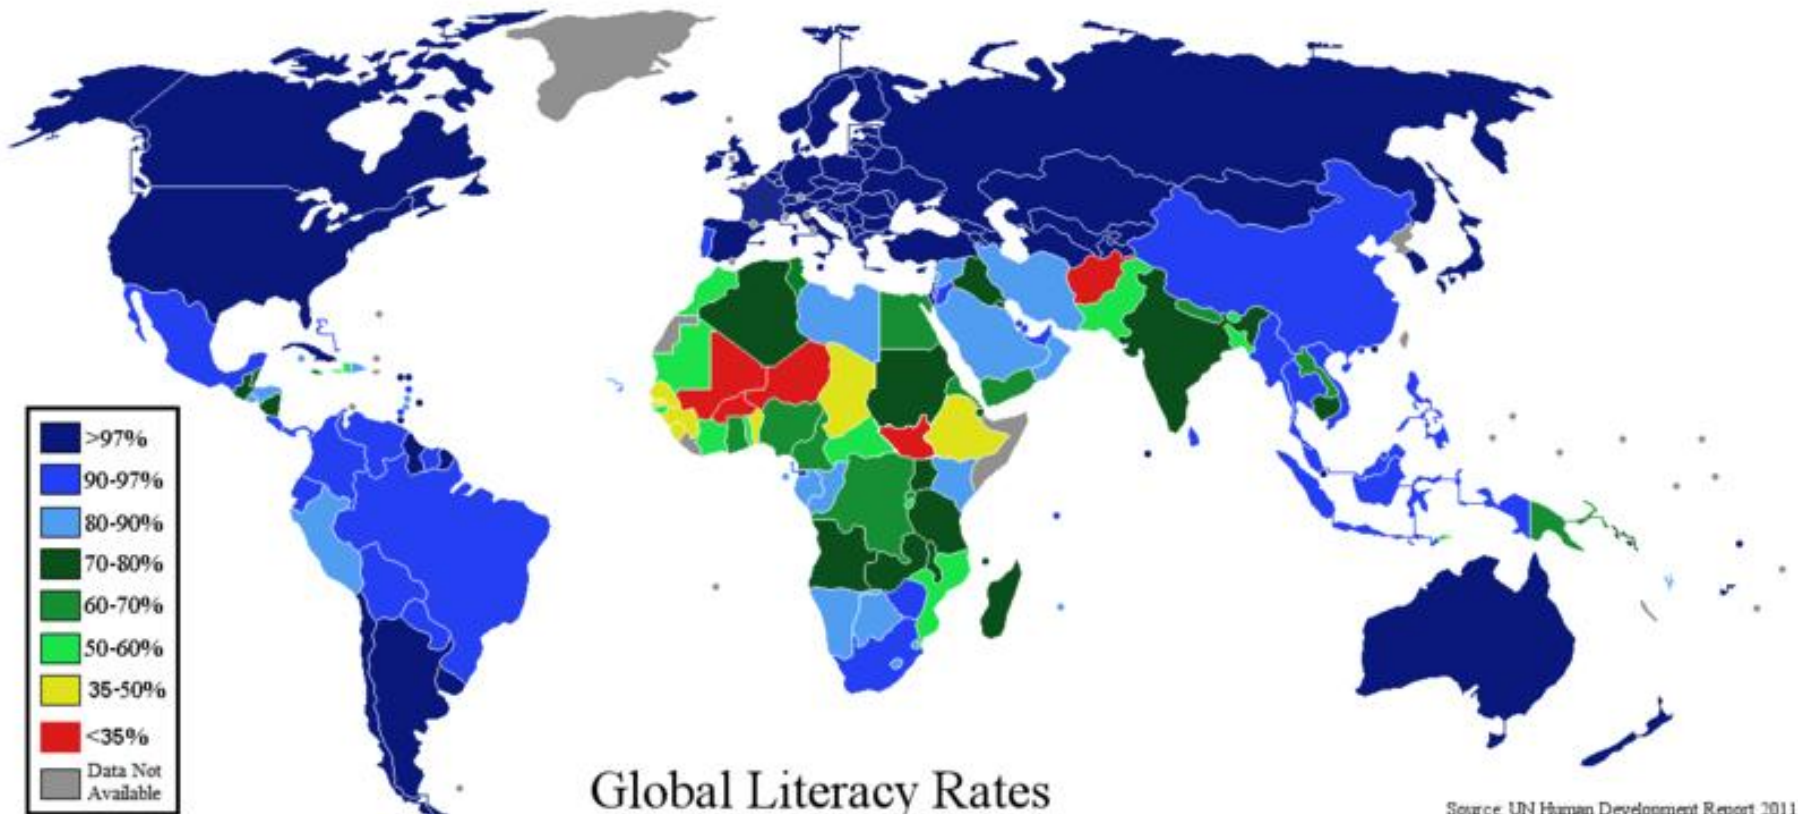 >97%
90-97%
80-90%
70-80%
60-70%
50-60%
35-50%
<35%
Data Not
Available
Global Literacy Rates
Source: UN Human Development Report 2011